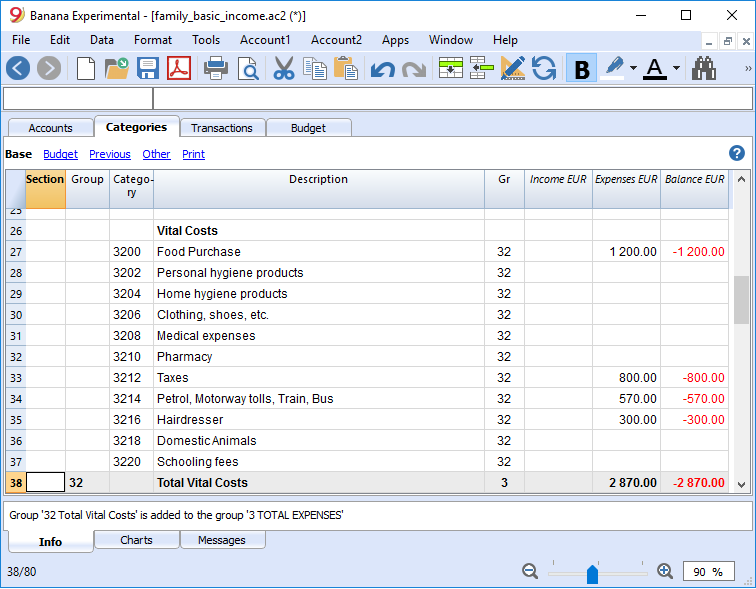 Banana Experimental - [family_basic_income.ac2 (*)]
File Edit Data Format Tools Account1 Account2 Apps Window Help
B A »
Accounts Categories Transactions Budget
Base Budget Previous Other Print ?
Section Group Catego-ry Description Gr Income EUR Expenses EUR Balance EUR
25
26 Vital Costs
27 3200 Food Purchase 32 1 200.00 -1 200.00
28 3202 Personal hygiene products 32
29 3204 Home hygiene products 32
30 3206 Clothing, shoes, etc. 32
31 3208 Medical expenses 32
32 3210 Pharmacy 32
33 3212 Taxes 32 800.00 -800.00
34 3214 Petrol, Motorway tolls, Train, Bus 32 570.00 -570.00
35 3216 Hairdresser 32 300.00 -300.00
36 3218 Domestic Animals 32
37 3220 Schooling fees 32
38 32 Total Vital Costs 3 2 870.00 -2 870.00
Group '32 Total Vital Costs' is added to the group '3 TOTAL EXPENSES'
Info Charts Messages
38/80 90 %